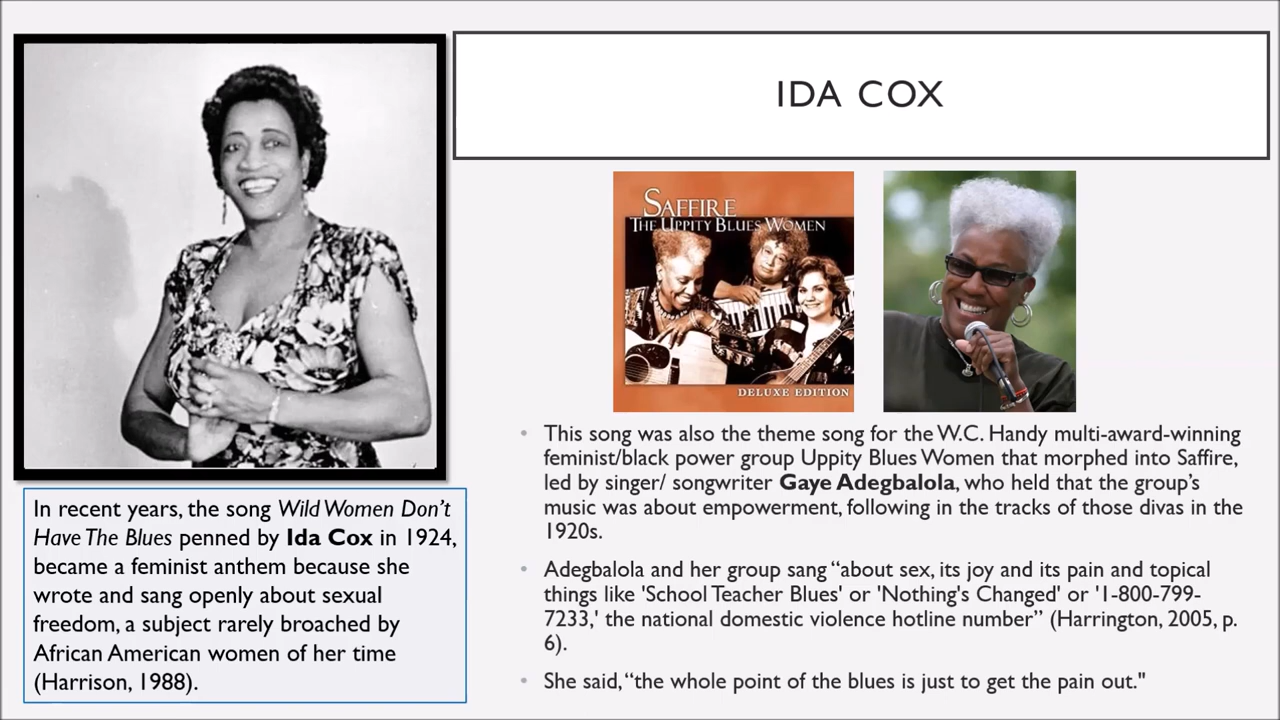 IDA COX
SAFFIRE
THE UPPITY BLUES WOMEN
DELUXE EDITION
In recent years, the song Wild Women Don't
Have The Blues penned by Ida Cox in 1924,
became a feminist anthem because she
wrote and sang openly about sexual
freedom, a subject rarely broached by
African American women of her time
(Harrison, 1988).
• This song was also the theme song for the W.C. Handy multi-award-winning
feminist/black power group Uppity Blues Women that morphed into Saffire,
led by singer/ songwriter Gaye Adegbalola, who held that the group's
music was about empowerment, following in the tracks of those divas in the
1920s.
• Adegbalola and her group sang “about sex, its joy and its pain and topical
things like 'School Teacher Blues' or 'Nothing's Changed' or '1-800-799-
7233,' the national domestic violence hotline number” (Harrington, 2005, p.
6).
• She said, “the whole point of the blues is just to get the pain out."